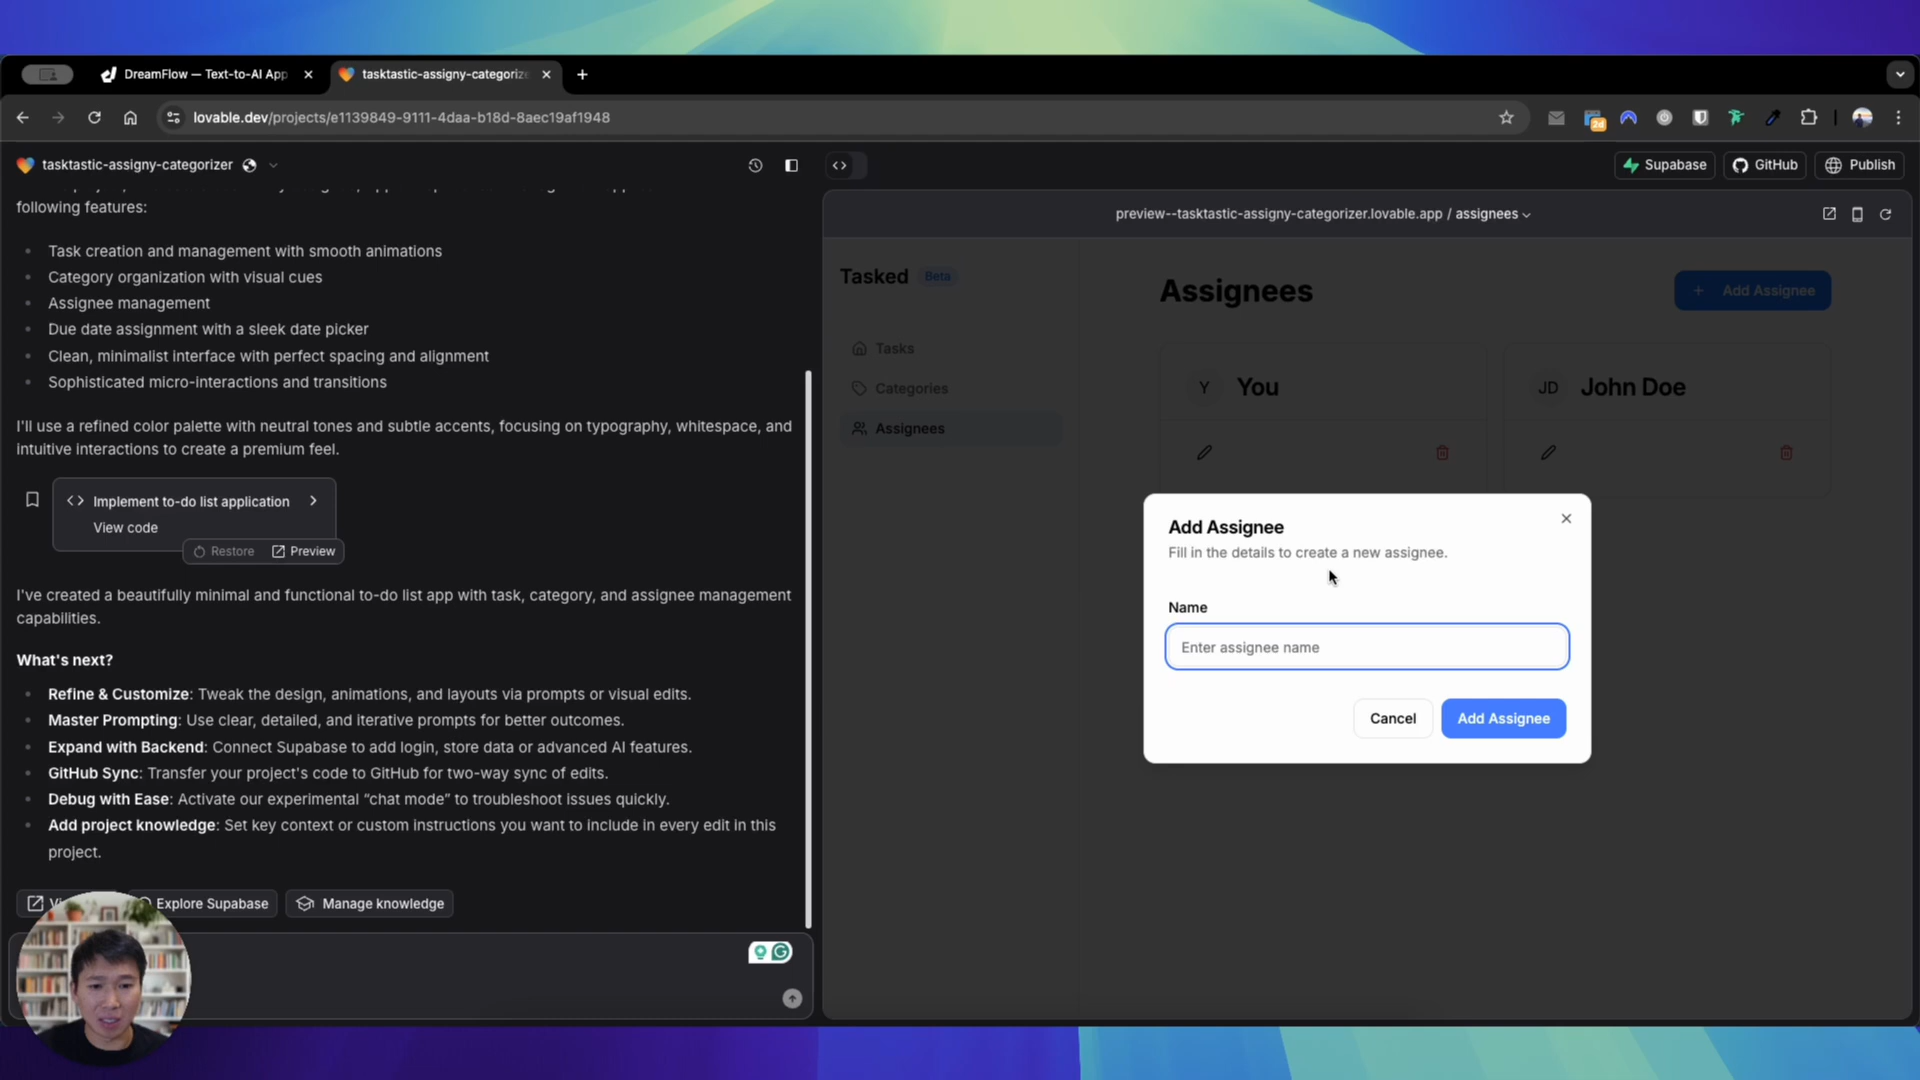 DreamFlow — Text-to-AI App
tasktastic-assigny-categorize
lovable.dev/projects/e1139849-9111-4daa-b18d-8aec19af1948
2d
tasktastic-assigny-categorizer
Supabase
GitHub
Publish
following features:
Task creation and management with smooth animations
Category organization with visual cues
Assignee management
Due date assignment with a sleek date picker
Clean, minimalist interface with perfect spacing and alignment
Sophisticated micro-interactions and transitions
I'll use a refined color palette with neutral tones and subtle accents, focusing on typography, whitespace, and
intuitive interactions to create a premium feel.
Implement to-do list application
View code
Restore
Preview
I've created a beautifully minimal and functional to-do list app with task, category, and assignee management
capabilities.
What's next?
Refine & Customize: Tweak the design, animations, and layouts via prompts or visual edits.
Master Prompting: Use clear, detailed, and iterative prompts for better outcomes.
Expand with Backend: Connect Supabase to add login, store data or advanced AI features.
GitHub Sync: Transfer your project's code to GitHub for two-way sync of edits.
Debug with Ease: Activate our experimental “chat mode” to troubleshoot issues quickly.
Add project knowledge: Set key context or custom instructions you want to include in every edit in this
project.
Explore Supabase
Manage knowledge
preview--tasktastic-assigny-categorizer.lovable.app / assignees
Tasked
Beta
Tasks
Categories
Assignees
Assignees
+ Add Assignee
Y
You
JD
John Doe
Add Assignee
Fill in the details to create a new assignee.
Name
Enter assignee name
Cancel
Add Assignee